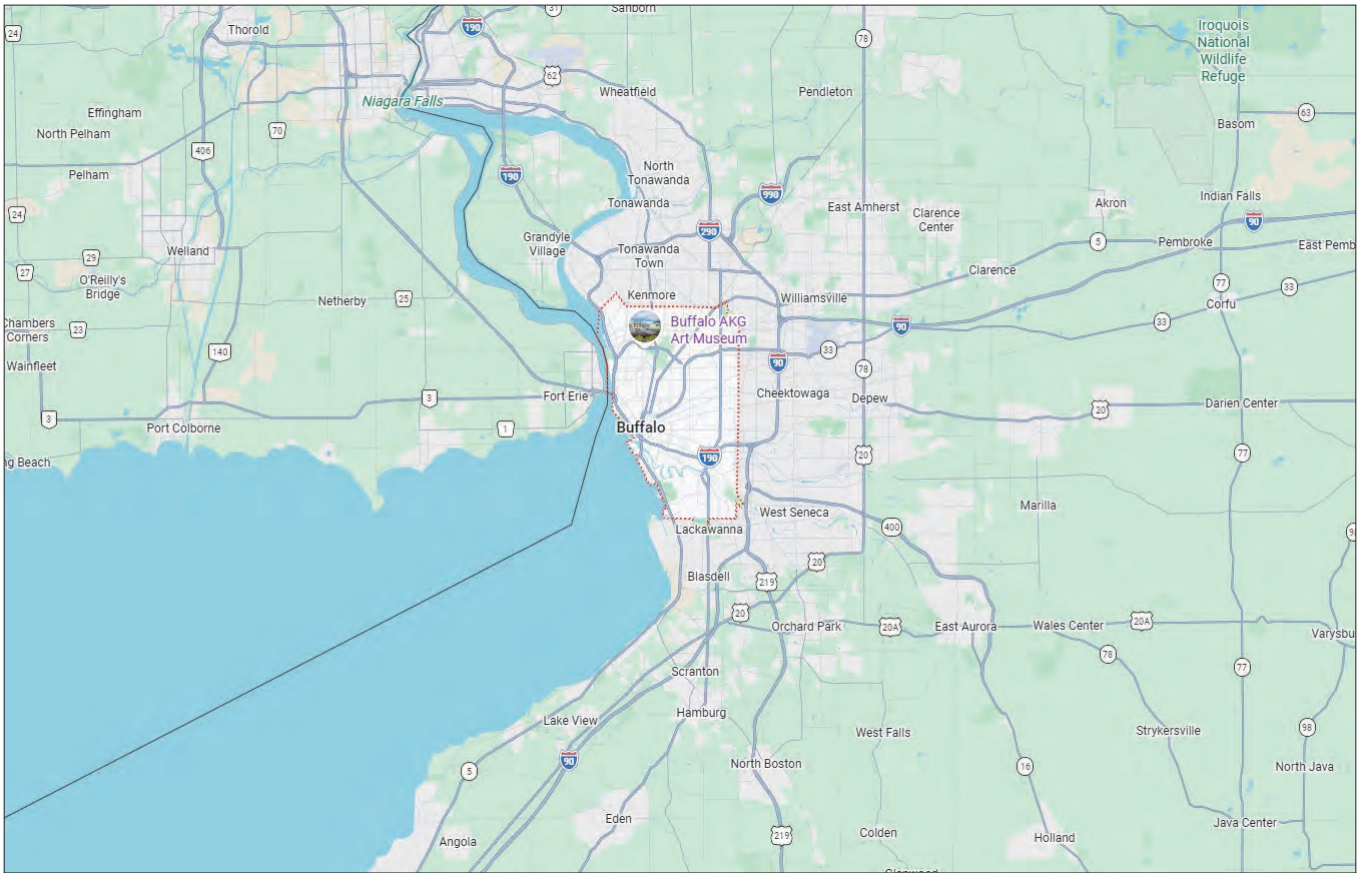 31
Sanborn
24
Thorold
190
78
Iroquois
National
Wildlife
Refuge
62
Wheatfield
Pendleton
Niagara Falls
Effingham
63
Basom
North Pelham
70
406
Pelham
190
North
Tonawanda
990
Tonawanda
East Amherst
Akron
Indian Falls
24
Clarence
Center
90
290
5
Pembroke
East Pemb
Grandyle
Village
Tonawanda
Town
Welland
29
27
O'Reilly's
Bridge
Clarence
77
33
Netherby
25
Kenmore
Williamsville
Corfu
Chambers
Corners
23
Buffalo AKG
Art Museum
90
33
140
33
Wainfleet
90
78
3
Fort Erie
Cheektowaga
Depew
20
Darien Center
3
Port Colborne
1
Buffalo
ng Beach
190
20
77
Marilla
West Seneca
400
Lackawanna
20
Blasdell
219
20
Orchard Park
20A
East Aurora
Wales Center
20A
Varysbu
78
77
Scranton
Hamburg
Lake View
West Falls
Strykersville
98
90
North Boston
16
North Java
5
Eden
Java Center
219
Colden
Holland
Angola